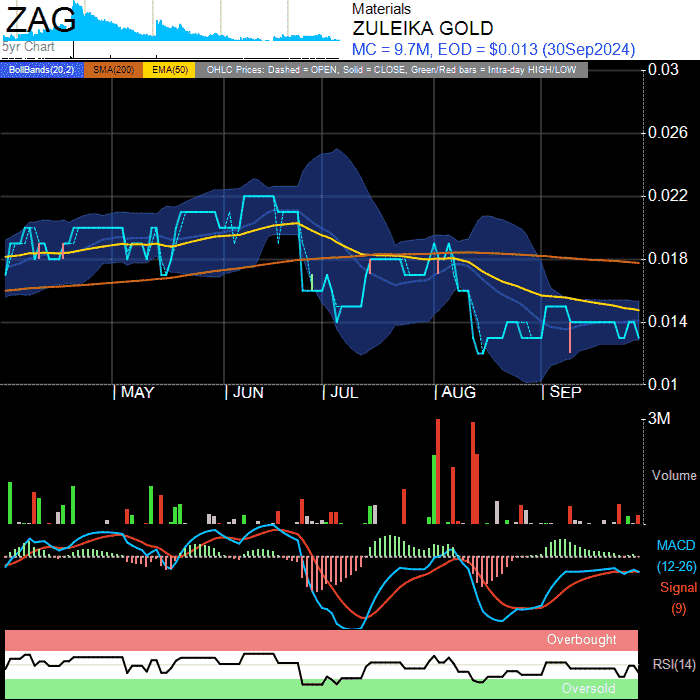 ZAG
5yr Chart
Materials
ZULEIKA GOLD
MC = 9.7M, EOD = $0.013 (30Sep2024)
BollBands(20,2) SMA(200) EMA(50) OHLC Prices: Dashed = OPEN, Solid = CLOSE, Green/Red bars = Intra-day HIGH/LOW
0.03
0.026
0.022
0.018
0.014
0.01
MAY JUN JUL AUG SEP
3M
Volume
MACD
(12-26)
Signal
(9)
Overbought
RSI(14)
Oversold